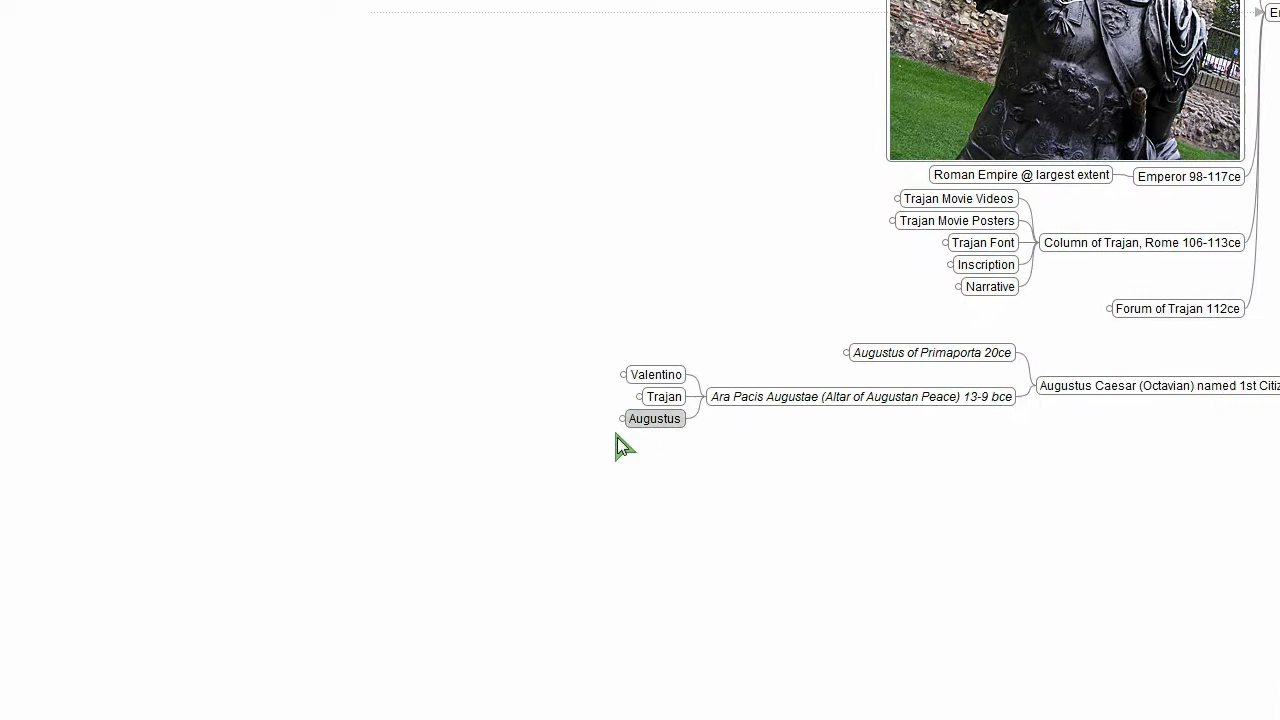 Roman Empire @ largest extent
Emperor 98-117ce
Trajan Movie Videos
Trajan Movie Posters
Trajan Font
Column of Trajan, Rome 106-113ce
Inscription
Narrative
Forum of Trajan 112ce
Augustus of Primaporta 20ce
Valentino
Augustus Caesar (Octavian) named 1st Citiz
Trajan
Ara Pacis Augustae (Altar of Augustan Peace) 13-9 bce
Augustus